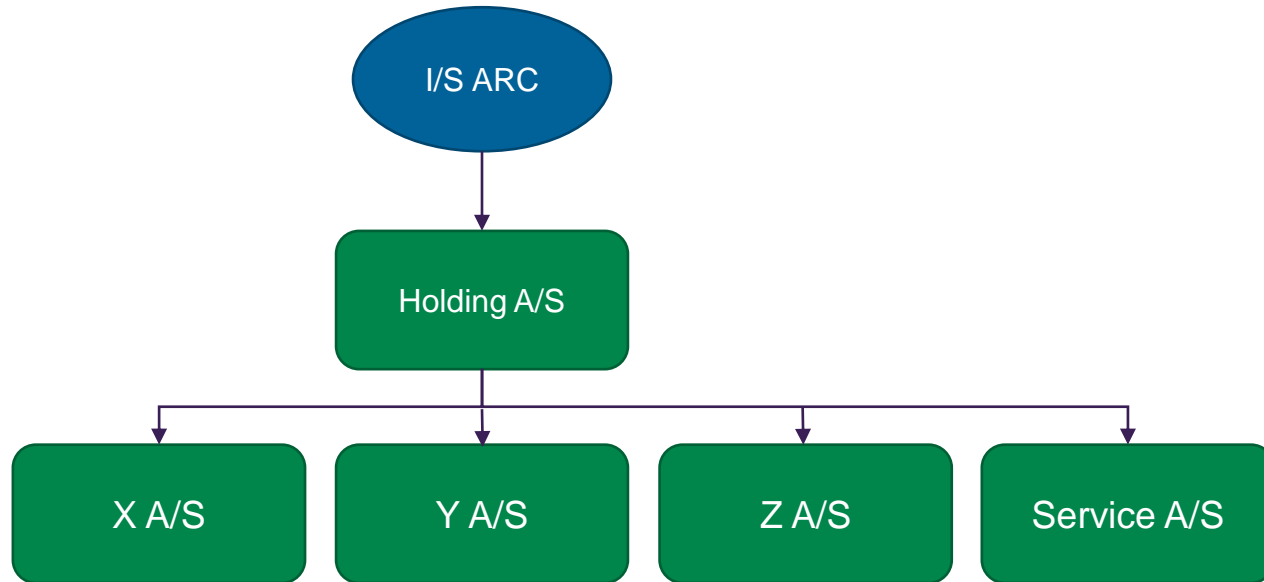 I/S ARC
Holding A/S
X A/S
Y A/S
Z A/S
Service A/S